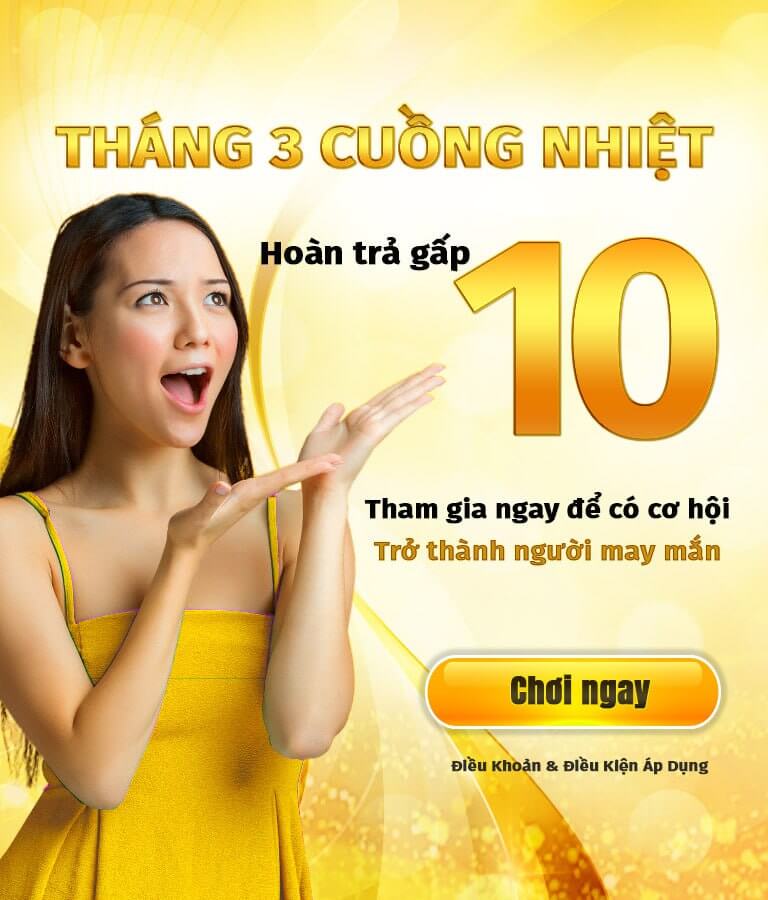 THÁNG 3 CUỒNG NHIỆT
Hoàn trả gấp
10
Tham gia ngay để có cơ hội
Trở thành người may mắn
Chơi ngay
Điều Khoản & Điều Kiện Áp Dụng